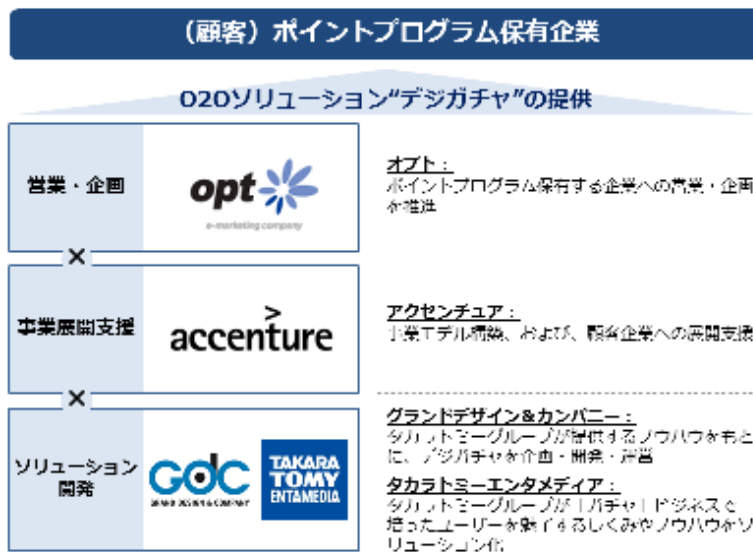 （顧客）ポイントプログラム保有企業
O2Oソリューション“デジガチャ”の提供
営業・企画
opt
e-marketing company
オプト：
ポイントプログラム保有する企業への営業・企画
を推進
×
事業展開支援
accenture
アクセンチュア：
事業モデル構築、および、顧客企業への展開支援
×
ソリューション
開発
GDC
GRAND DESIGN & COMPANY
TAKARA
TOMY
ENTAMEDIA
グランドデザイン＆カンパニー：
タカラトミーグループが提供するノウハウをもと
に、デジガチャを企画・開発・運営
タカラトミーエンタメディア：
タカラトミーグループが「ガチャ」ビジネスで
培ったユーザーを魅了するしくみやノウハウをソ
リューション化